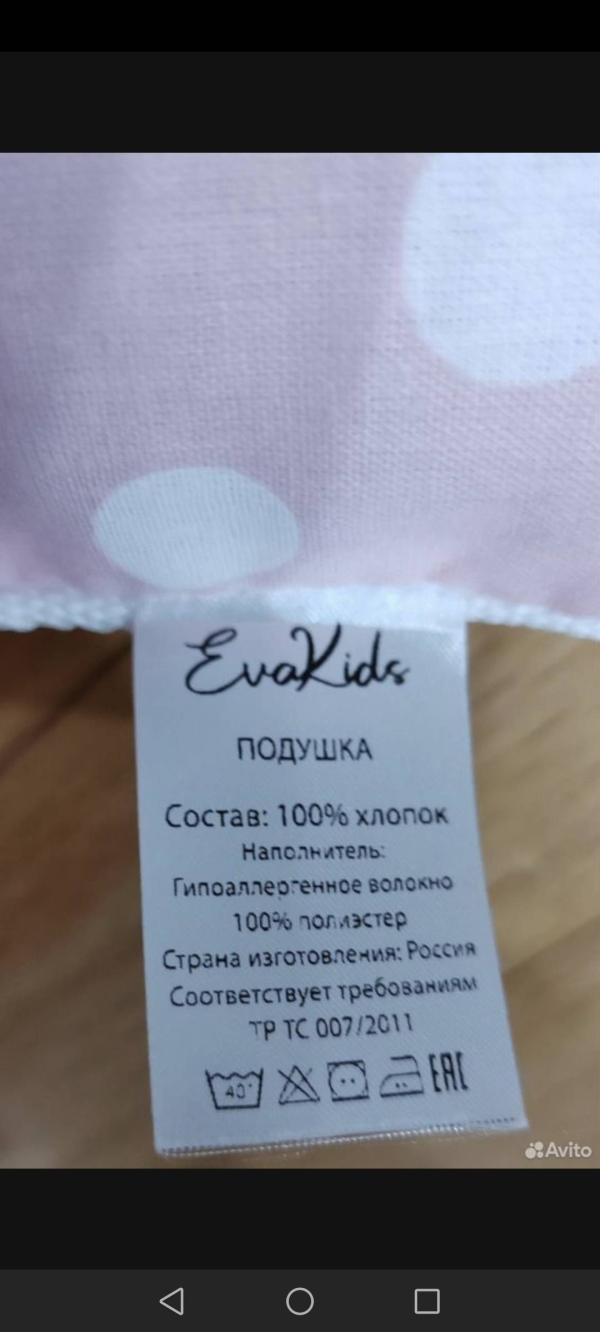 EvaKids
ПОДУШКА
Состав: 100% хлопок
Наполнитель:
Гипоаллергенное волокно
100% полиэстер
Страна изготовления: Россия
Соответствует требованиям
ТР ТС 007/2011
40°
EAC
Avito